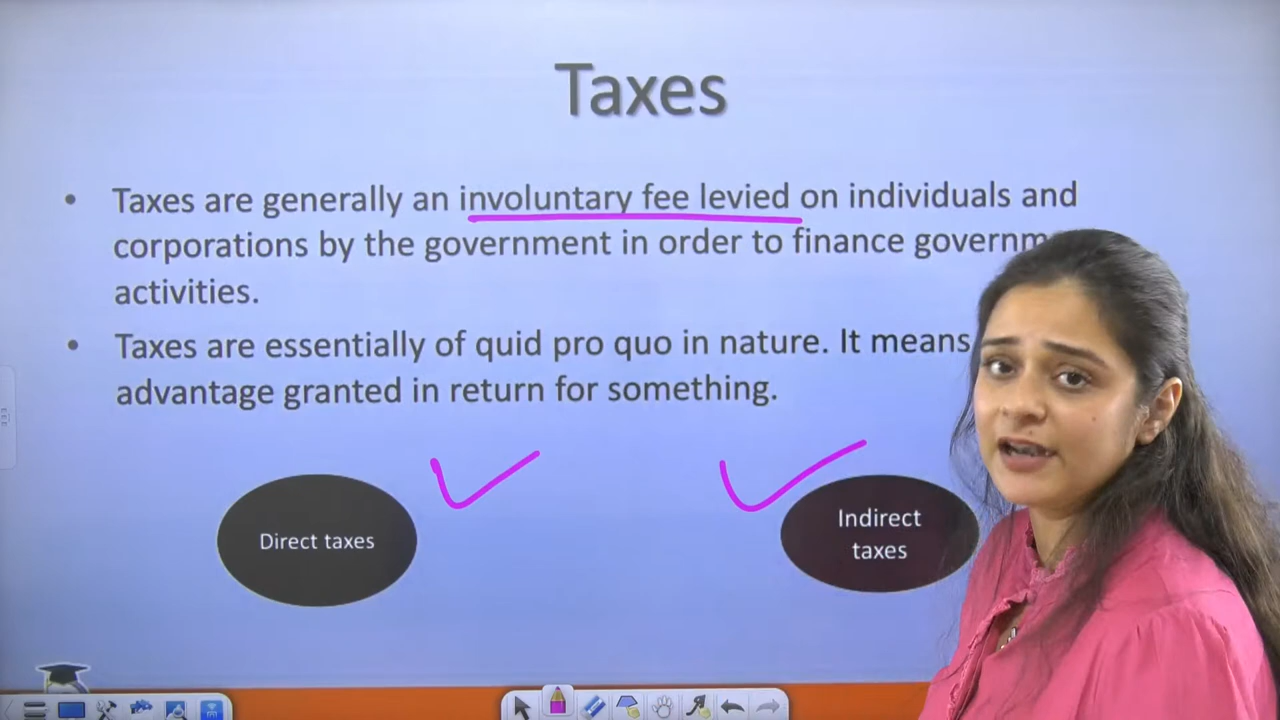 Taxes
• Taxes are generally an involuntary fee levied on individuals and
corporations by the government in order to finance
activities.
• Taxes are essentially of quid pro quo in nature. It means
advantage granted in return for something.
Direct taxes
Indirect
taxes